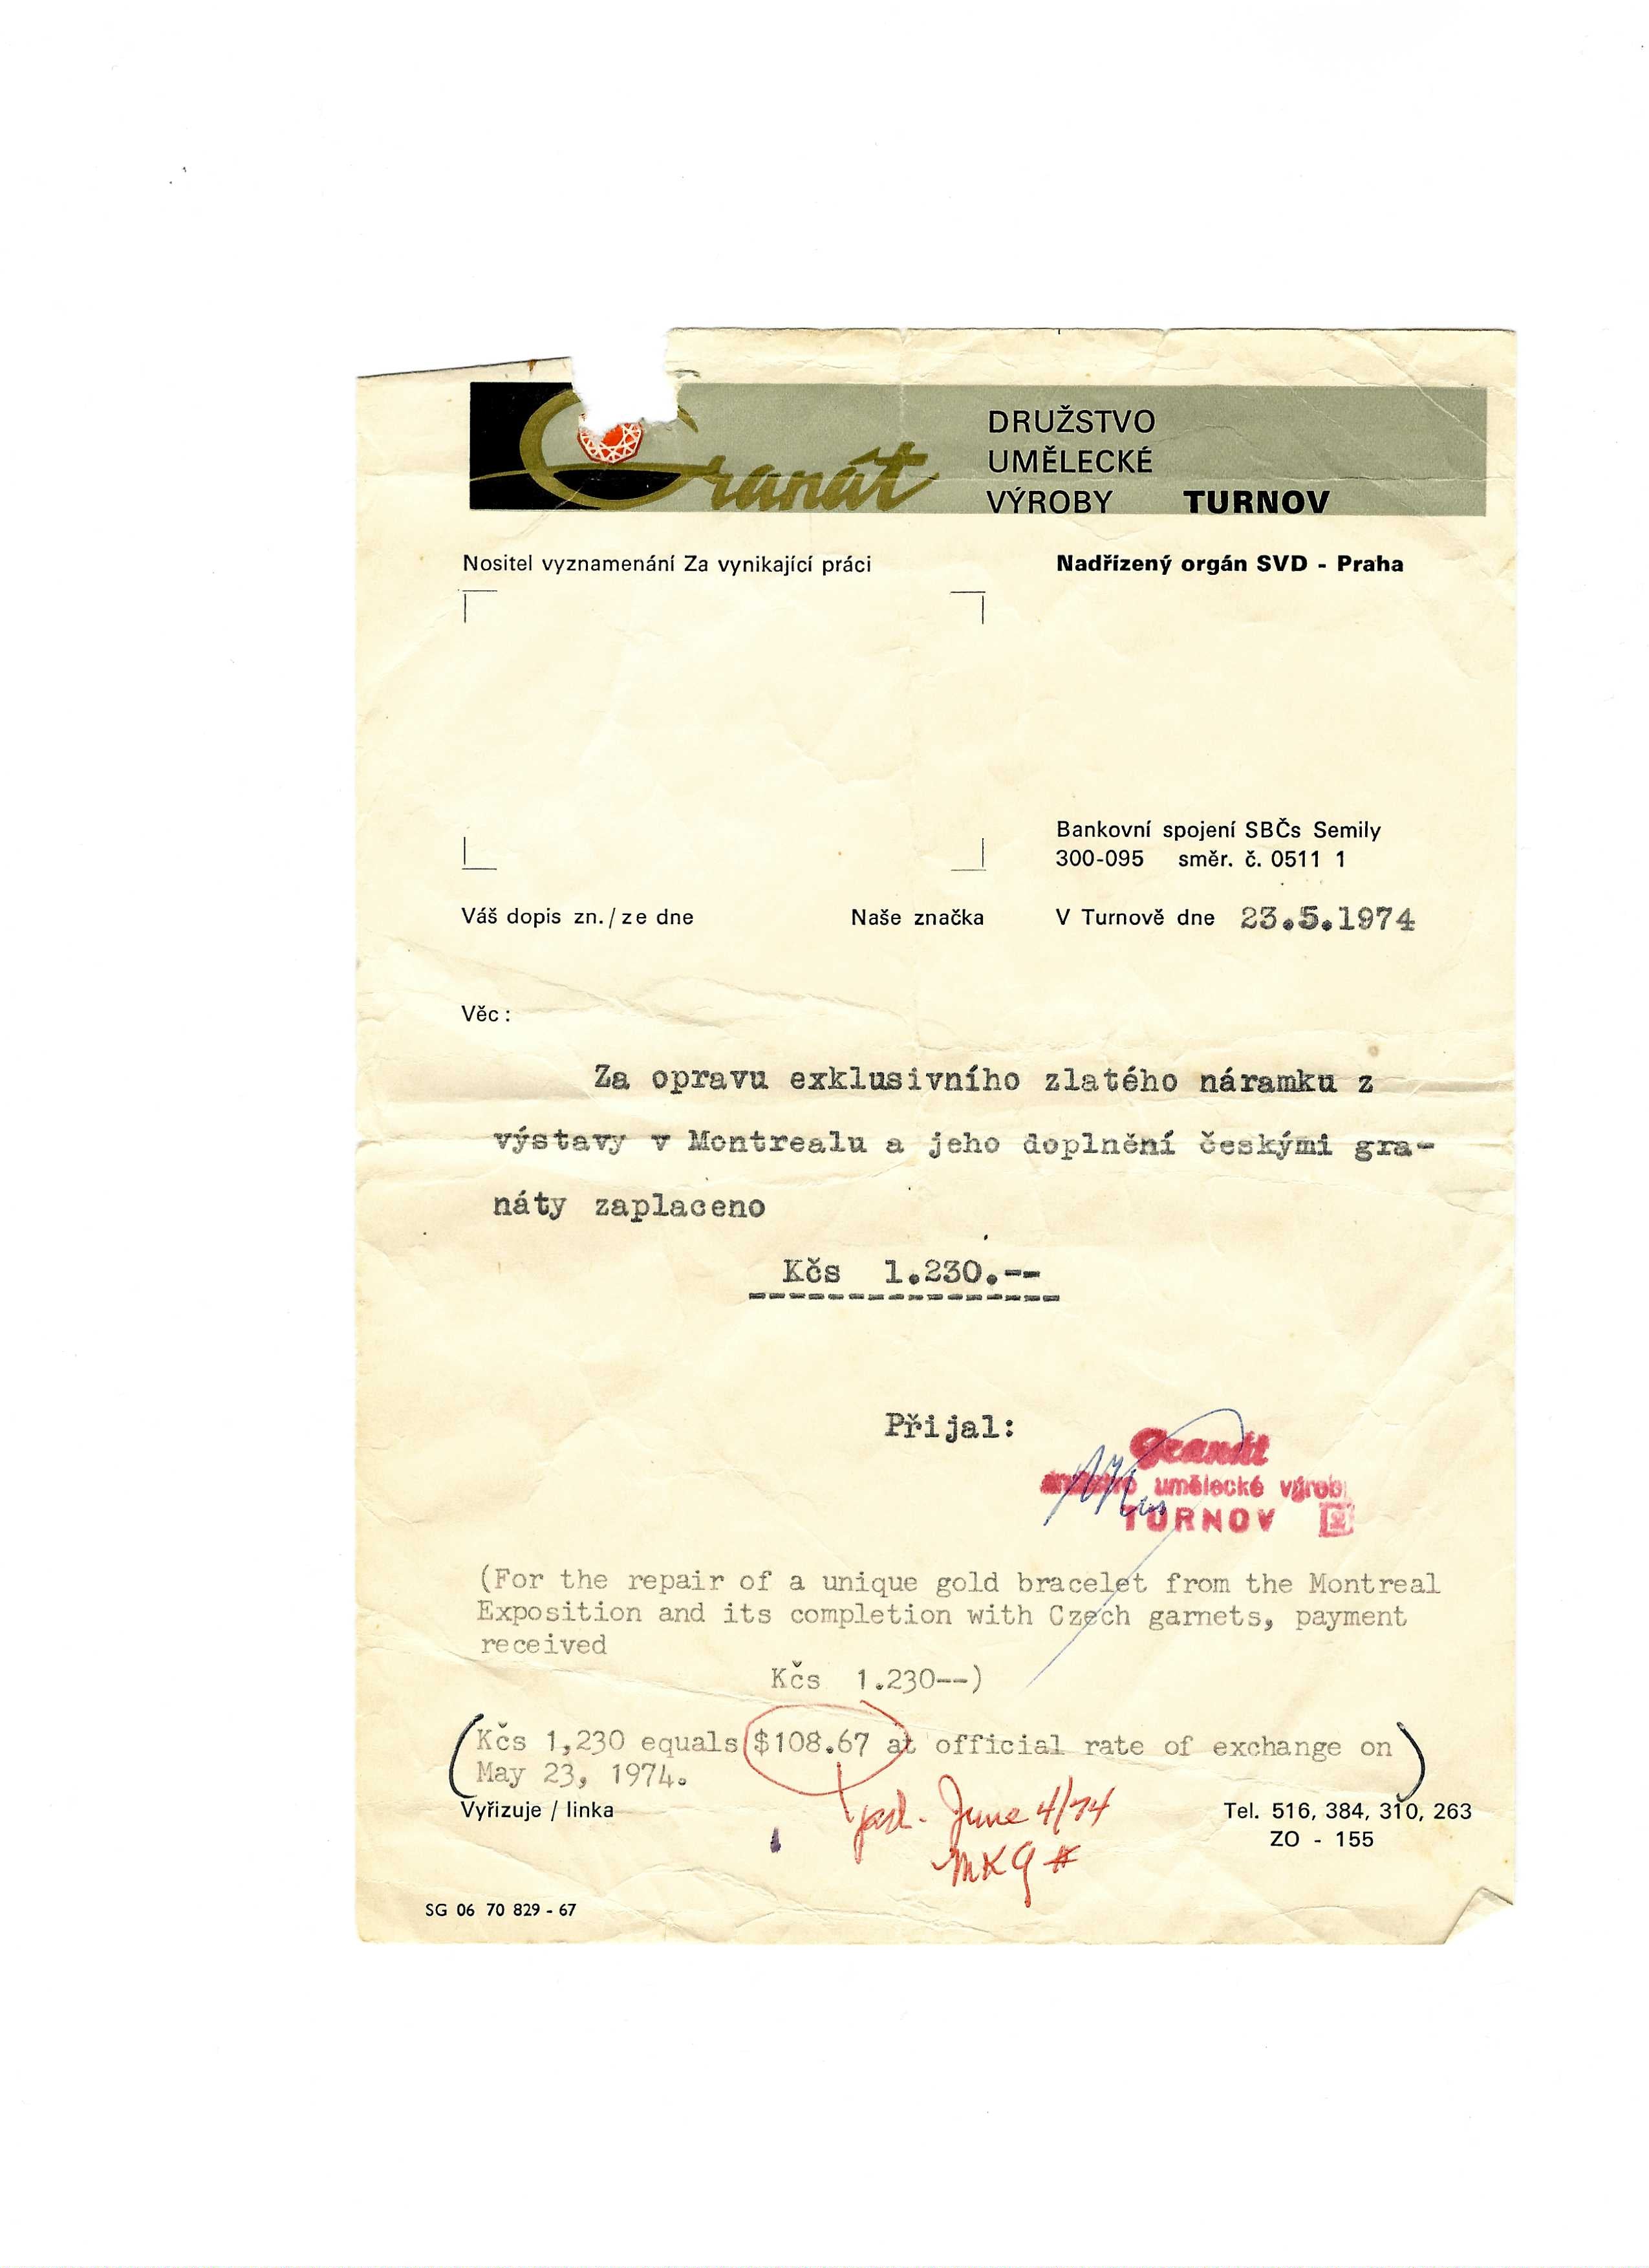 Granát
DRUŽSTVO
UMĚLECKÉ
VÝROBY TURNOV
Nositel vyznamenání Za vynikající práci
Nadřízený orgán SVD - Praha
Bankovní spojení SBČs Semily
300-095 směr. č. 0511 1
Váš dopis zn./ze dne Naše značka V Turnově dne 23.5.1974
Věc:
Za opravu exklusivního zlatého náramku z
výstavy v Montrealu a jeho doplnění českými gra-
náty zaplaceno
Kčs 1.230.--
Přijal:
Granát
umělecké výrob
TURNOV
(For the repair of a unique gold bracelet from the Montreal
Exposition and its completion with Czech garnets, payment
received
Kčs 1.230--)
(Kčs 1,230 equals $108.67 at official rate of exchange on
May 23, 1974.)
pd. June 4/74
MKG #
Vyřizuje / linka
Tel. 516, 384, 310, 263
ZO - 155
SG 06 70 829 - 67